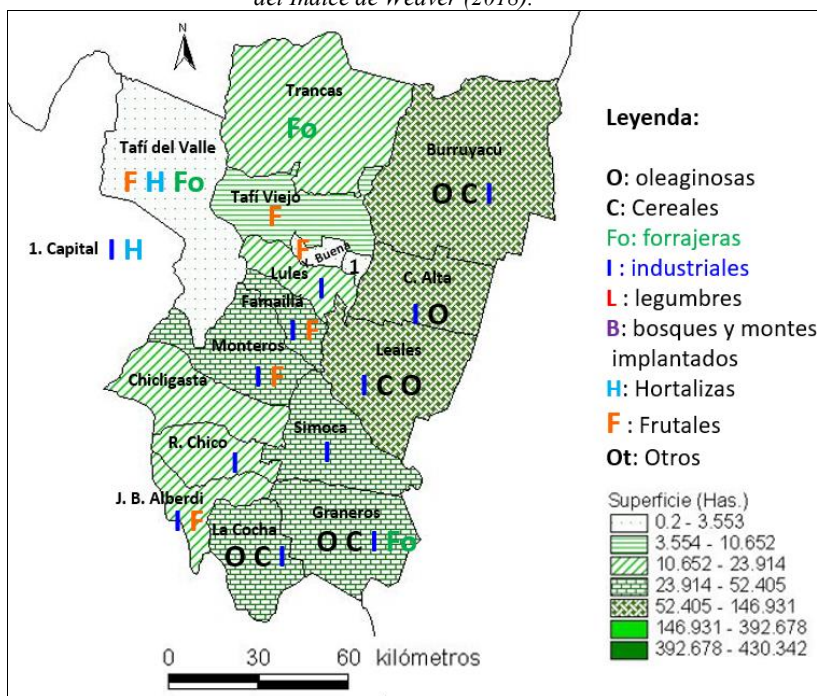 del Índice de Weaver (2018).
N
Trancas
Fo
Tafí del Valle
F H Fo
Burruyacú
O C I
Tafí Viejo
F
1. Capital I H
F
Y. Buena
1
Lules
I
C. Alta
I O
Famaillá
I F
Monteros
I F
Leales
I C O
Chicligasta
Simoca
I
R. Chico
I
J. B. Alberdi
I F
La Cocha
O C I
Graneros
O C I Fo
0 30 60 kilómetros
Leyenda:
O: oleaginosas
C: Cereales
Fo: forrajeras
I : industriales
L : legumbres
B: bosques y montes
implantados
H: Hortalizas
F : Frutales
Ot: Otros
Superficie (Has.)
0.2 - 3.553
3.554 - 10.652
10.652 - 23.914
23.914 - 52.405
52.405 - 146.931
146.931 - 392.678
392.678 - 430.342